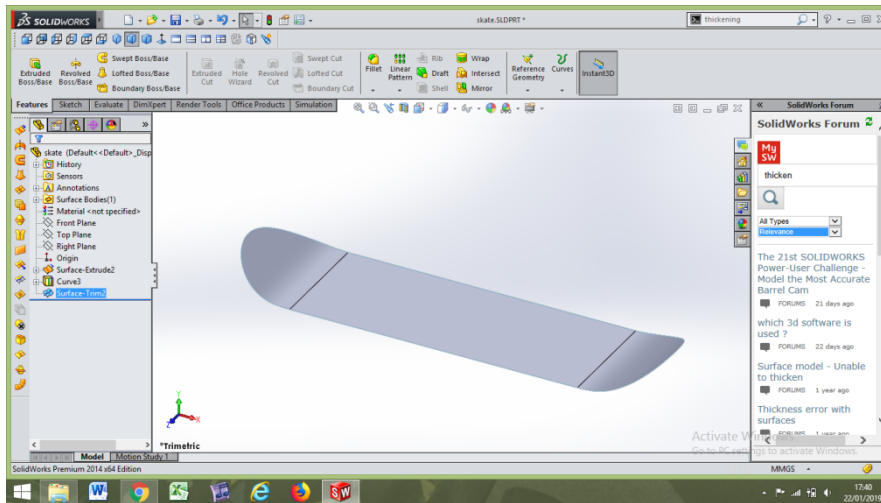 SOLIDWORKS
skate.SLDPRT *
thickening
Extruded Boss/Base
Revolved Boss/Base
Swept Boss/Base
Lofted Boss/Base
Boundary Boss/Base
Extruded Cut
Hole Wizard
Revolved Cut
Swept Cut
Lofted Cut
Boundary Cut
Fillet
Linear Pattern
Rib
Draft
Shell
Wrap
Intersect
Mirror
Reference Geometry
Curves
Instant3D
Features
Sketch
Evaluate
DimXpert
Render Tools
Office Products
Simulation
skate (Default<<Default>_Disp
History
Sensors
Annotations
Surface Bodies(1)
Material <not specified>
Front Plane
Top Plane
Right Plane
Origin
Surface-Extrude2
Curve3
Surface-Trim2
Y
X
Z
*Trimetric
Model
Motion Study 1
SolidWorks Premium 2014 x64 Edition
SolidWorks Forum
SolidWorks Forum
My SW
thicken
All Types
Relevance
The 21st SOLIDWORKS
Power-User Challenge -
Model the Most Accurate
Barrel Cam
FORUMS 21 days ago
which 3d software is
used ?
FORUMS 22 days ago
Surface model - Unable
to thicken
FORUMS 1 year ago
Thickness error with
surfaces
FORUMS 1 year ago
Activate Windows
Go to PC settings to activate Windows.
MMGS
17:40
22/01/2019